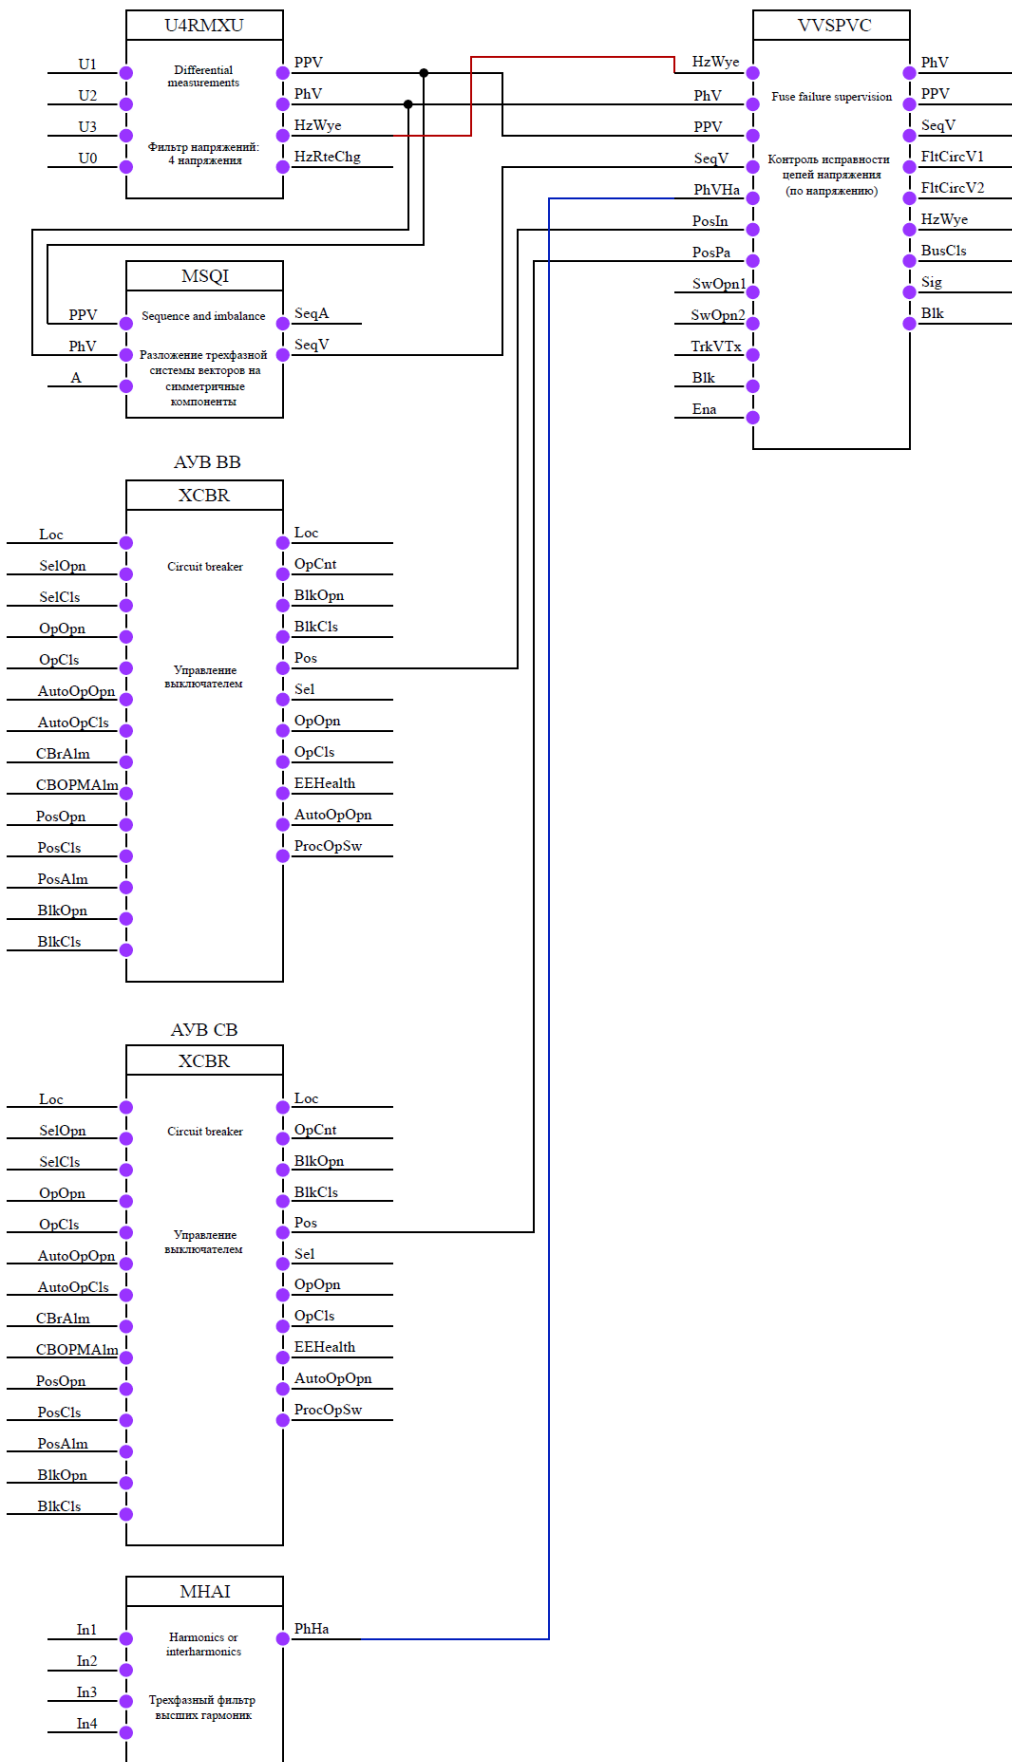 U4RMXU
U1
U2
U3
U0
Differential
measurements
Фильтр напряжений:
4 напряжения
PPV
PhV
HzWye
HzRteChg
VVSPVC
HzWye
PhV
PPV
SeqV
PhVHa
PosIn
PosPa
SwOpn1
SwOpn2
TrkVTx
Blk
Ena
Fuse failure supervision
Контроль исправности
цепей напряжения
(по напряжению)
PhV
PPV
SeqV
FltCircV1
FltCircV2
HzWye
BusCls
Sig
Blk
MSQI
PPV
PhV
A
Sequence and imbalance
Разложение трехфазной
системы векторов на
симметричные
компоненты
SeqA
SeqV
АУВ ВВ
XCBR
Loc
SelOpn
SelCls
OpOpn
OpCls
AutoOpOpn
AutoOpCls
CBrAlm
CBOPMAlm
PosOpn
PosCls
PosAlm
BlkOpn
BlkCls
Circuit breaker
Управление
выключателем
Loc
OpCnt
BlkOpn
BlkCls
Pos
Sel
OpOpn
OpCls
EEHealth
AutoOpOpn
ProcOpSw
АУВ СВ
XCBR
Loc
SelOpn
SelCls
OpOpn
OpCls
AutoOpOpn
AutoOpCls
CBrAlm
CBOPMAlm
PosOpn
PosCls
PosAlm
BlkOpn
BlkCls
Circuit breaker
Управление
выключателем
Loc
OpCnt
BlkOpn
BlkCls
Pos
Sel
OpOpn
OpCls
EEHealth
AutoOpOpn
ProcOpSw
MHAI
In1
In2
In3
In4
Harmonics or
interharmonics
Трехфазный фильтр
высших гармоник
PhHa